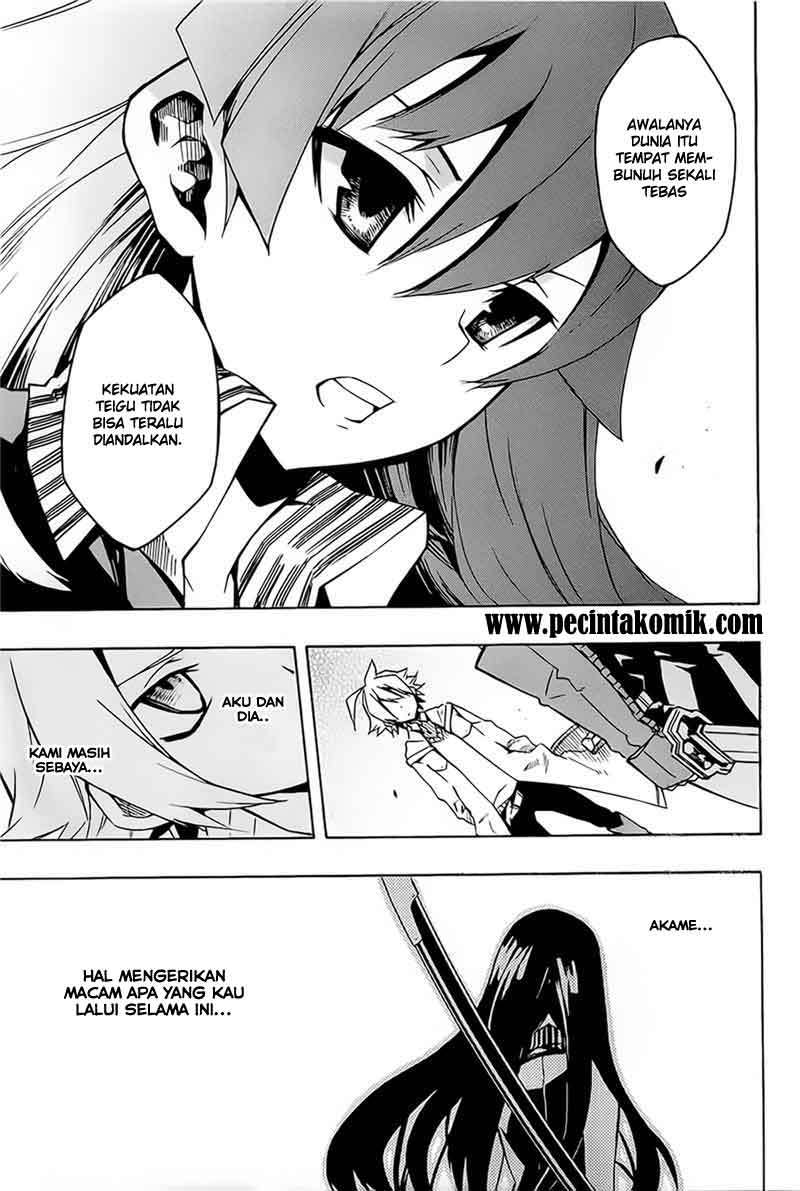 AWALANYA
DUNIA ITU
TEMPAT MEM-
BUNUH SEKALI
TEBAS
KEKUATAN
TEIGU TIDAK
BISA TERALU
DIANDALKAN.
www.pecintakomik.com
AKU DAN
DIA..
KAMI MASIH
SEBAYA...
AKAME...
HAL MENGERIKAN
MACAM APA YANG KAU
LALUI SELAMA INI...